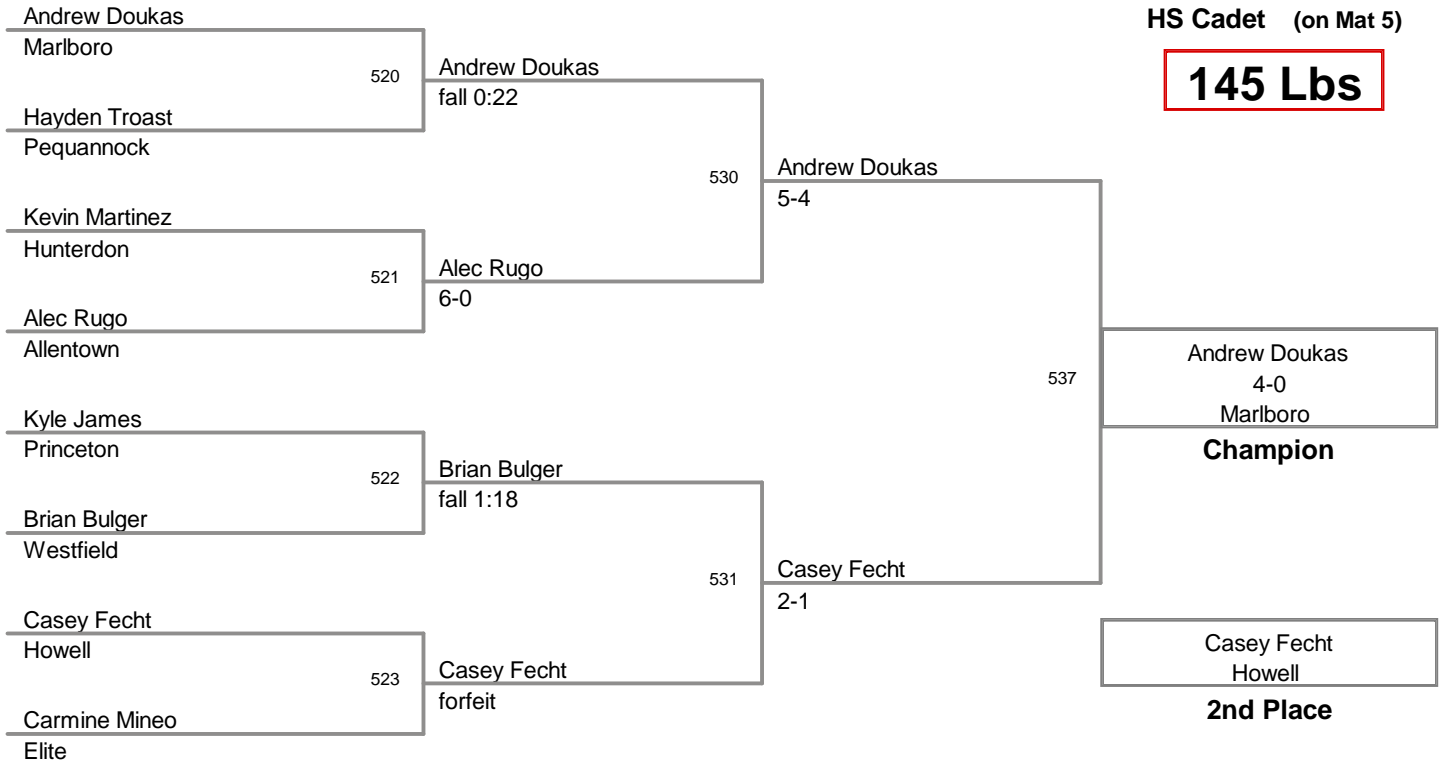 Andrew Doukas
Marlboro
HS Cadet (on Mat 5)
145 Lbs
520
Andrew Doukas
fall 0:22
Hayden Troast
Pequannock
530
Andrew Doukas
5-4
Kevin Martinez
Hunterdon
521
Alec Rugo
6-0
Alec Rugo
Allentown
537
Andrew Doukas
4-0
Marlboro
Champion
Kyle James
Princeton
522
Brian Bulger
fall 1:18
Brian Bulger
Westfield
531
Casey Fecht
2-1
Casey Fecht
Howell
523
Casey Fecht
forfeit
Carmine Mineo
Elite
Casey Fecht
Howell
2nd Place